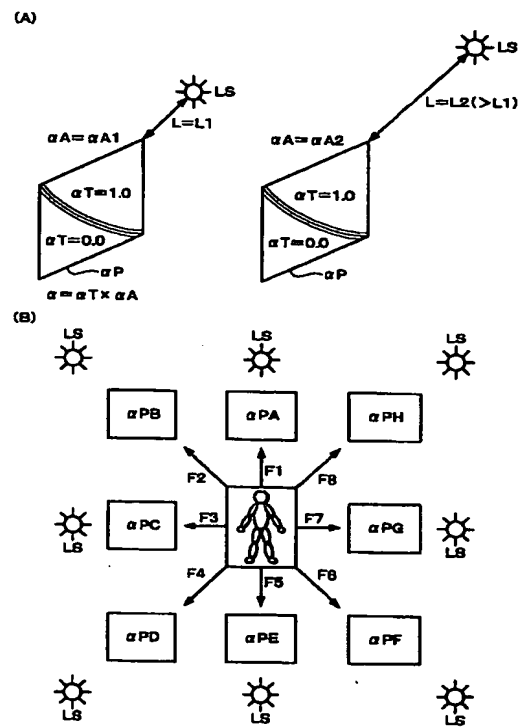 (A)
LS
LS
L=L1
L=L2(>L1)
αA=αA1
αA=αA2
αT=1.0
αT=1.0
αT=0.0
αT=0.0
αP
αP
α=αT×αA
(B)
LS
LS
LS
αPB
αPA
αPH
F2
F1
F8
αPC
F3
F7
αPG
LS
LS
F4
F5
F6
αPD
αPE
αPF
LS
LS
LS